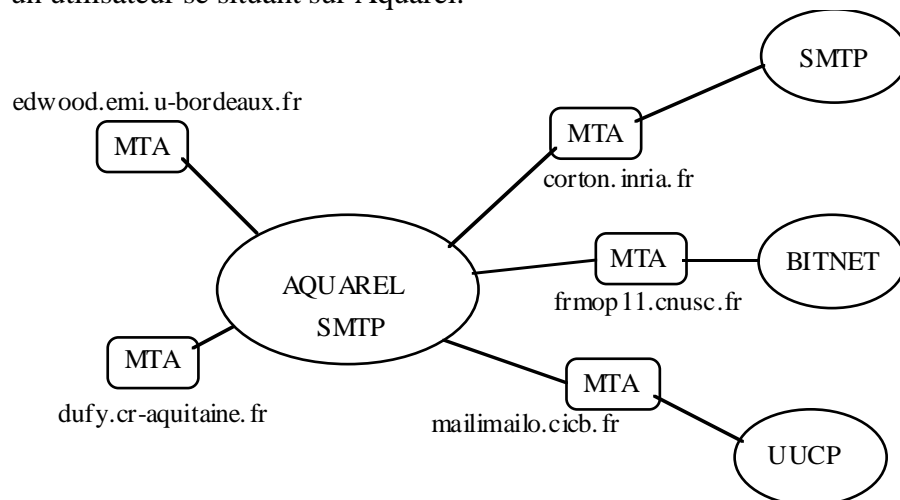 un utilisateur se situant sur Aquarel.
SMTP
edwood.emi.u-bordeaux.fr
MTA
MTA
corton.inria.fr
MTA
BITNET
AQUAREL
SMTP
frmop11.cnusc.fr
MTA
MTA
dufy.cr-aquitaine.fr
mailimailo.cicb.fr
UUCP